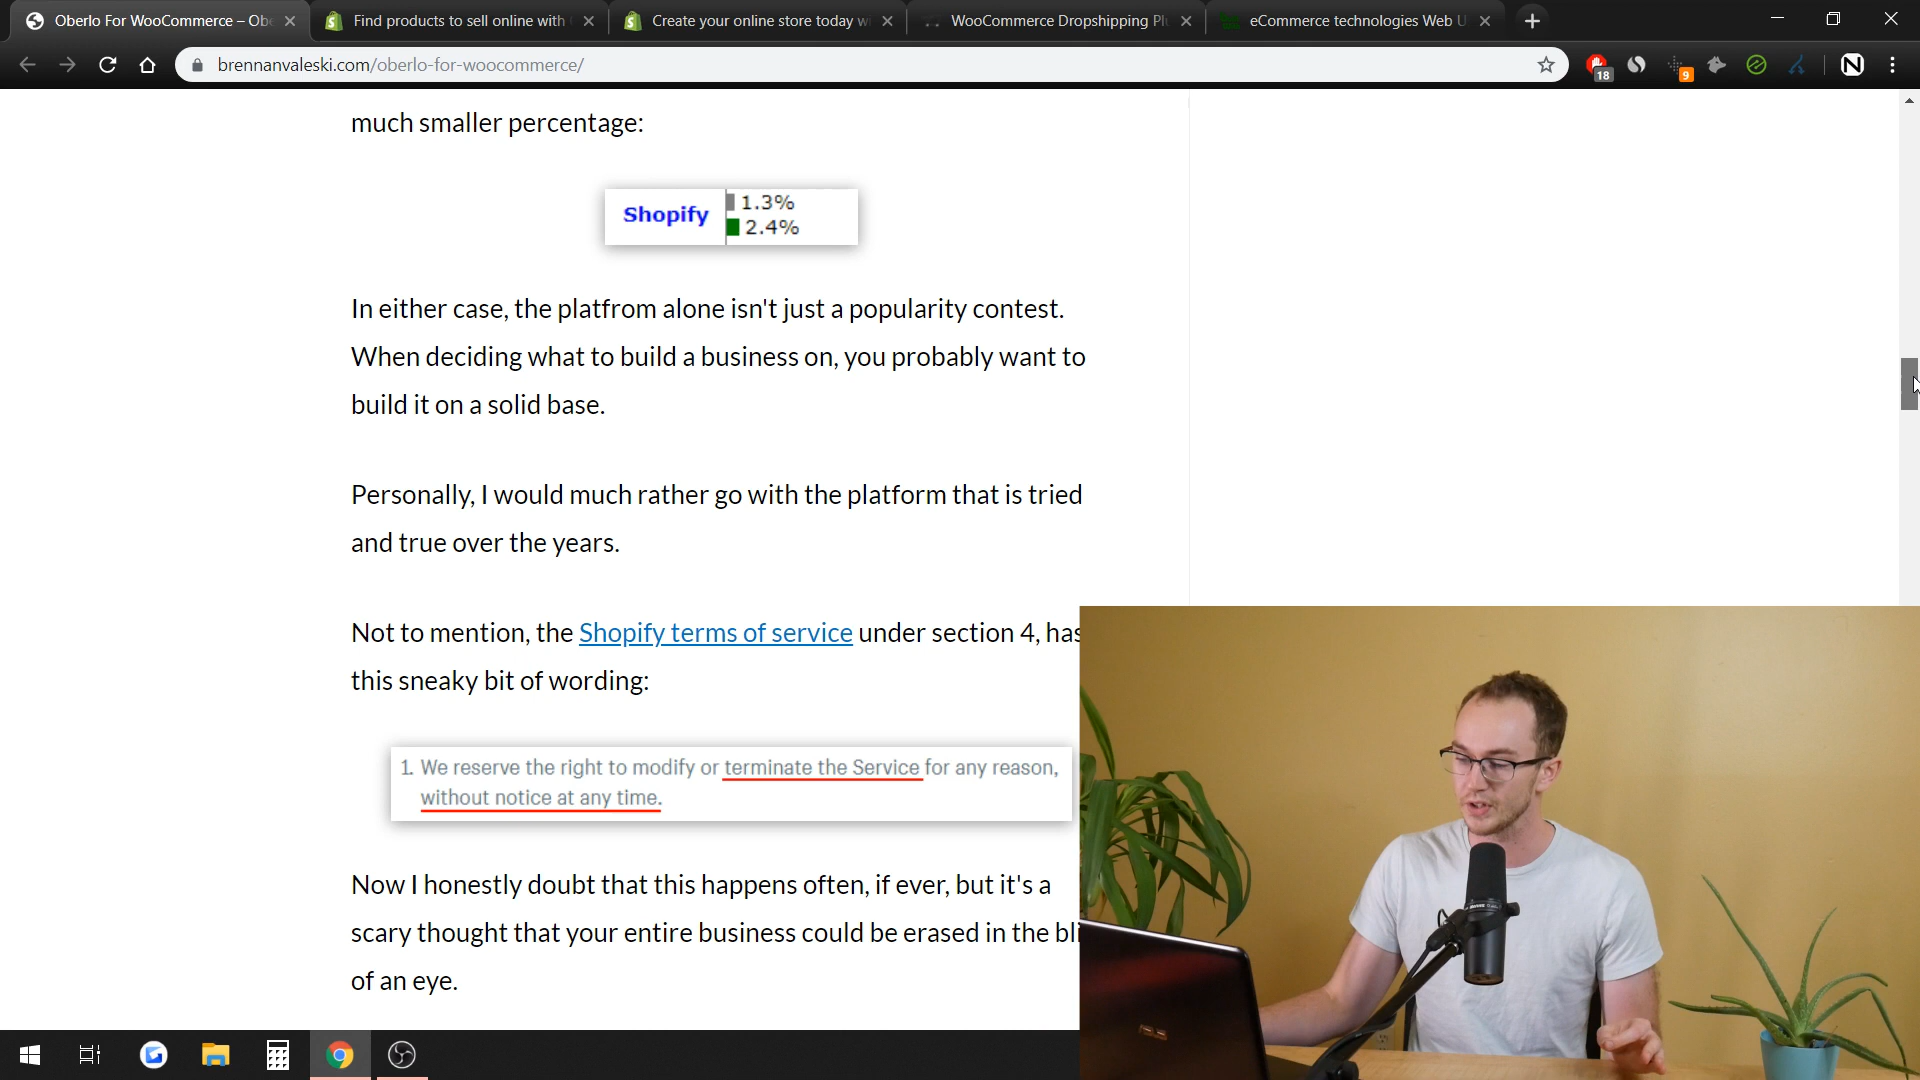 Oberlo For WooCommerce – Obe
Find products to sell online with
Create your online store today w
WooCommerce Dropshipping Pl
eCommerce technologies Web U
brennanvaleski.com/oberlo-for-woocommerce/
18
9
much smaller percentage:
Shopify
1.3%
2.4%
In either case, the platfrom alone isn't just a popularity contest.
When deciding what to build a business on, you probably want to
build it on a solid base.
Personally, I would much rather go with the platform that is tried
and true over the years.
Not to mention, the Shopify terms of service under section 4, has
this sneaky bit of wording:
1. We reserve the right to modify or terminate the Service for any reason,
without notice at any time.
Now I honestly doubt that this happens often, if ever, but it's a
scary thought that your entire business could be erased in the bli
of an eye.